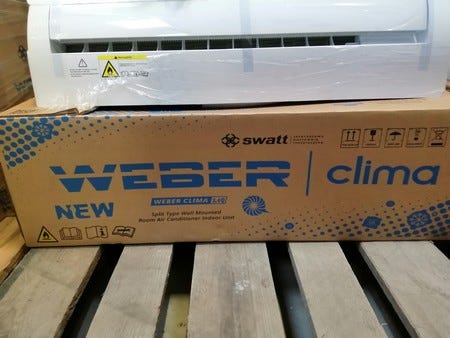 swatt
WEBER | clima
NEW
WEBER CLIMA
Split Type Wall Mounted
Room Air Conditioner Indoor Unit